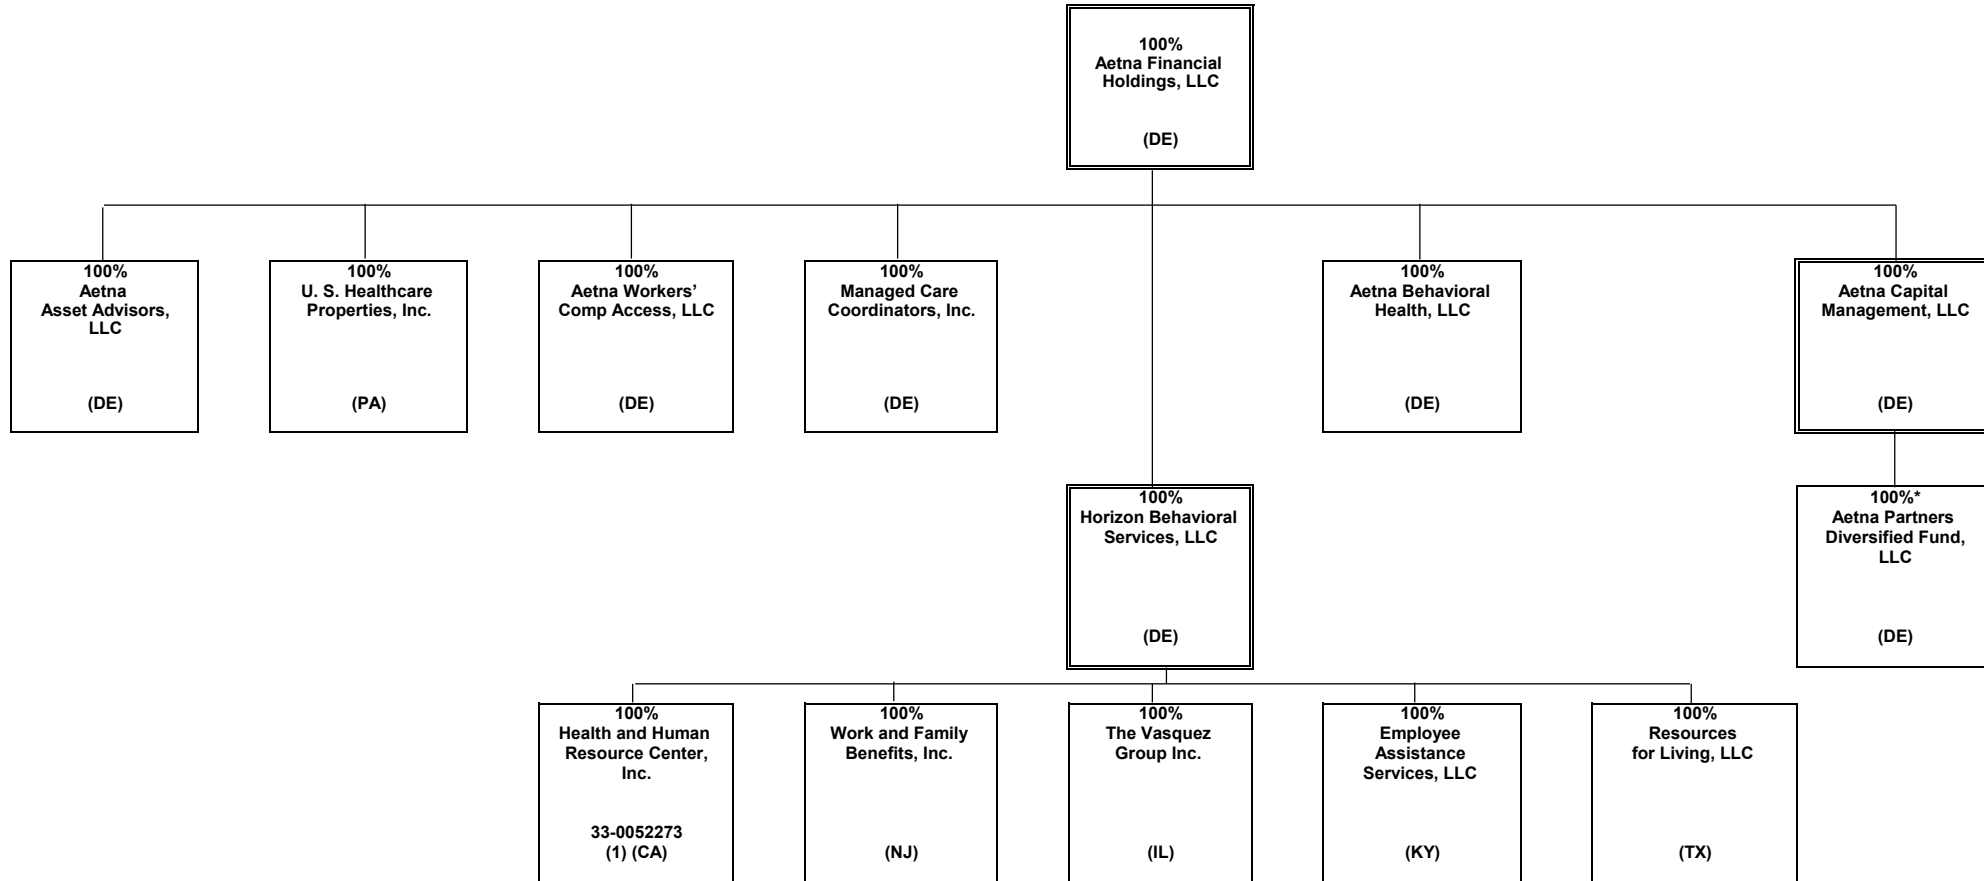 100%
Aetna Financial
Holdings, LLC
(DE)
100%
Aetna
Asset Advisors,
LLC
(DE)
100%
U. S. Healthcare
Properties, Inc.
(PA)
100%
Aetna Workers’
Comp Access, LLC
(DE)
100%
Managed Care
Coordinators, Inc.
(DE)
100%
Aetna Behavioral
Health, LLC
(DE)
100%
Aetna Capital
Management, LLC
(DE)
100%
Horizon Behavioral
Services, LLC
(DE)
100%*
Aetna Partners
Diversified Fund,
LLC
(DE)
100%
Health and Human
Resource Center,
Inc.
33-0052273
(1) (CA)
100%
Work and Family
Benefits, Inc.
(NJ)
100%
The Vasquez
Group Inc.
(IL)
100%
Employee
Assistance
Services, LLC
(KY)
100%
Resources
for Living, LLC
(TX)